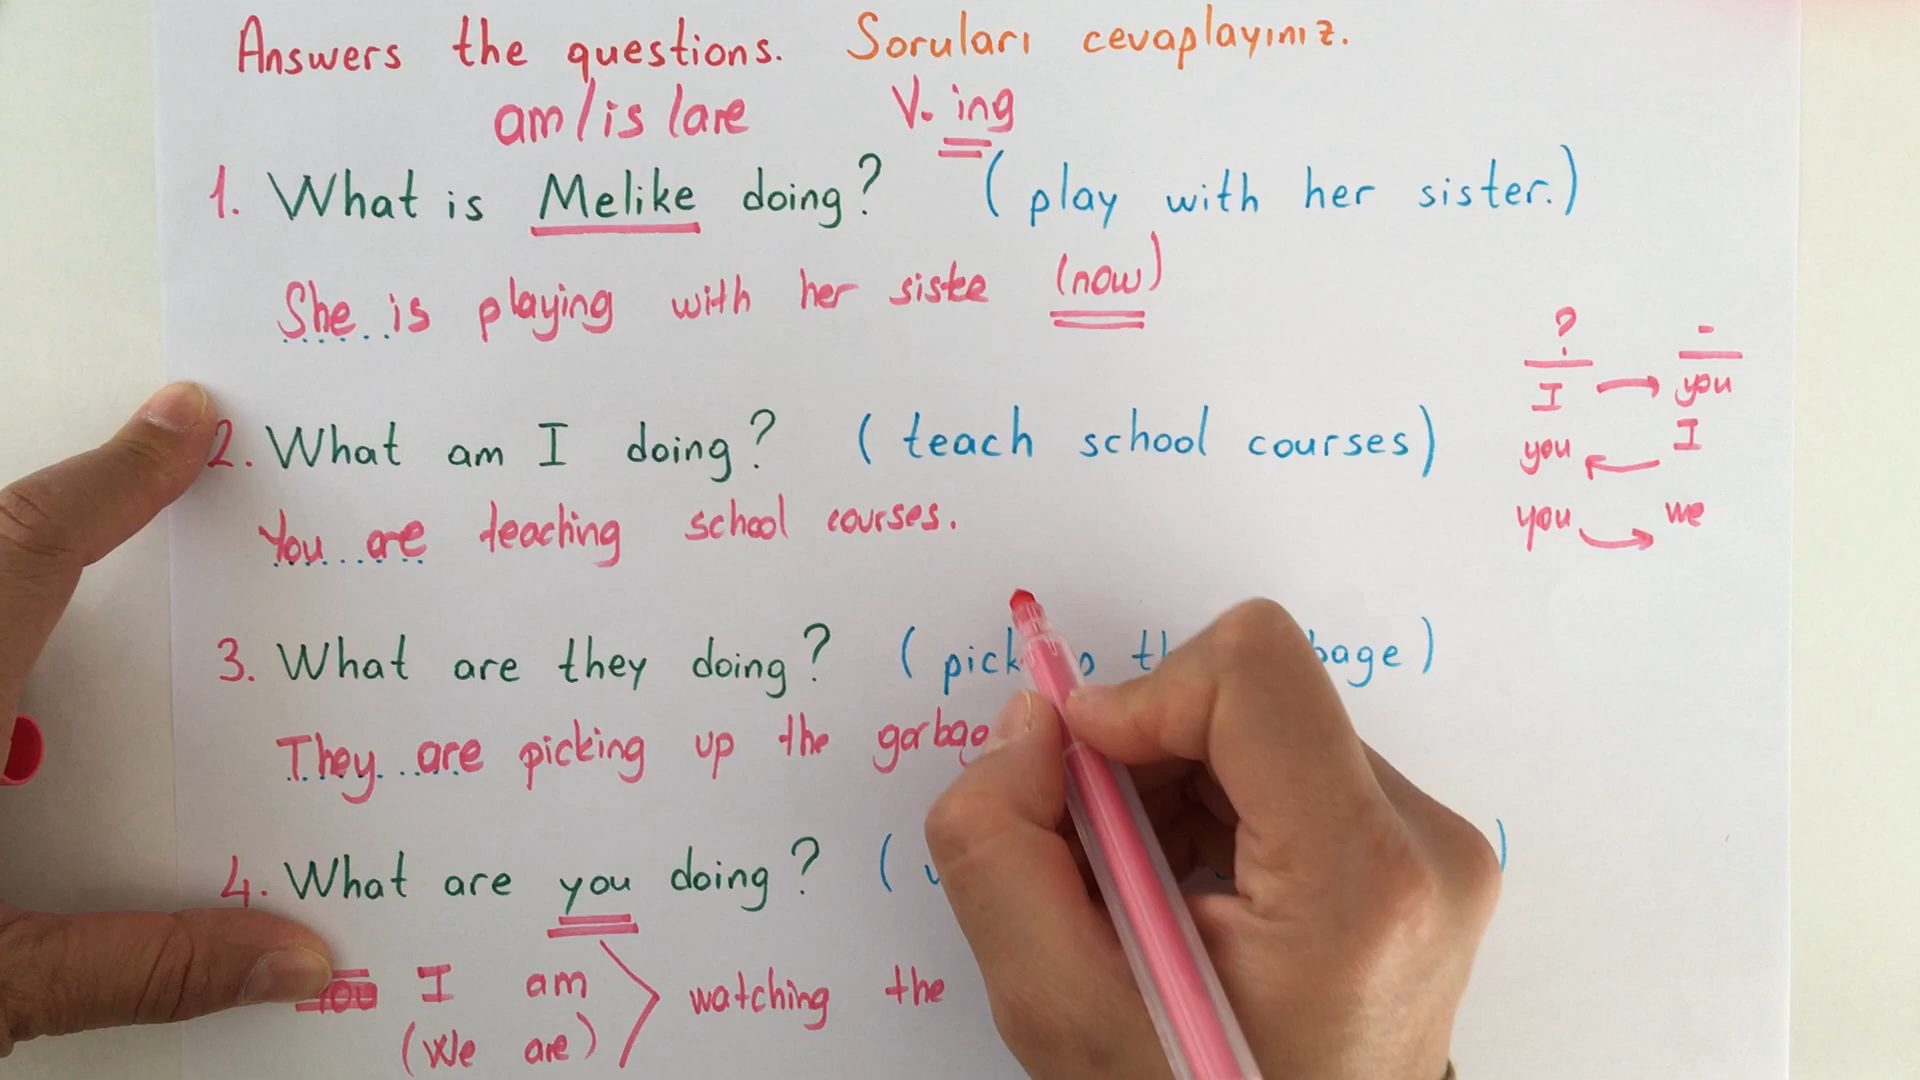 Answers the questions. Soruları cevaplayınız.
am/is/are V. ing
1. What is Melike doing? (play with her sister.)
She is playing with her siste (now)
? -
I you
you I
you we
2. What am I doing? (teach school courses)
You are teaching school courses.
3. What are they doing? (pick
They are picking up the
4. What are you doing? (
You I am watching the
(We are)